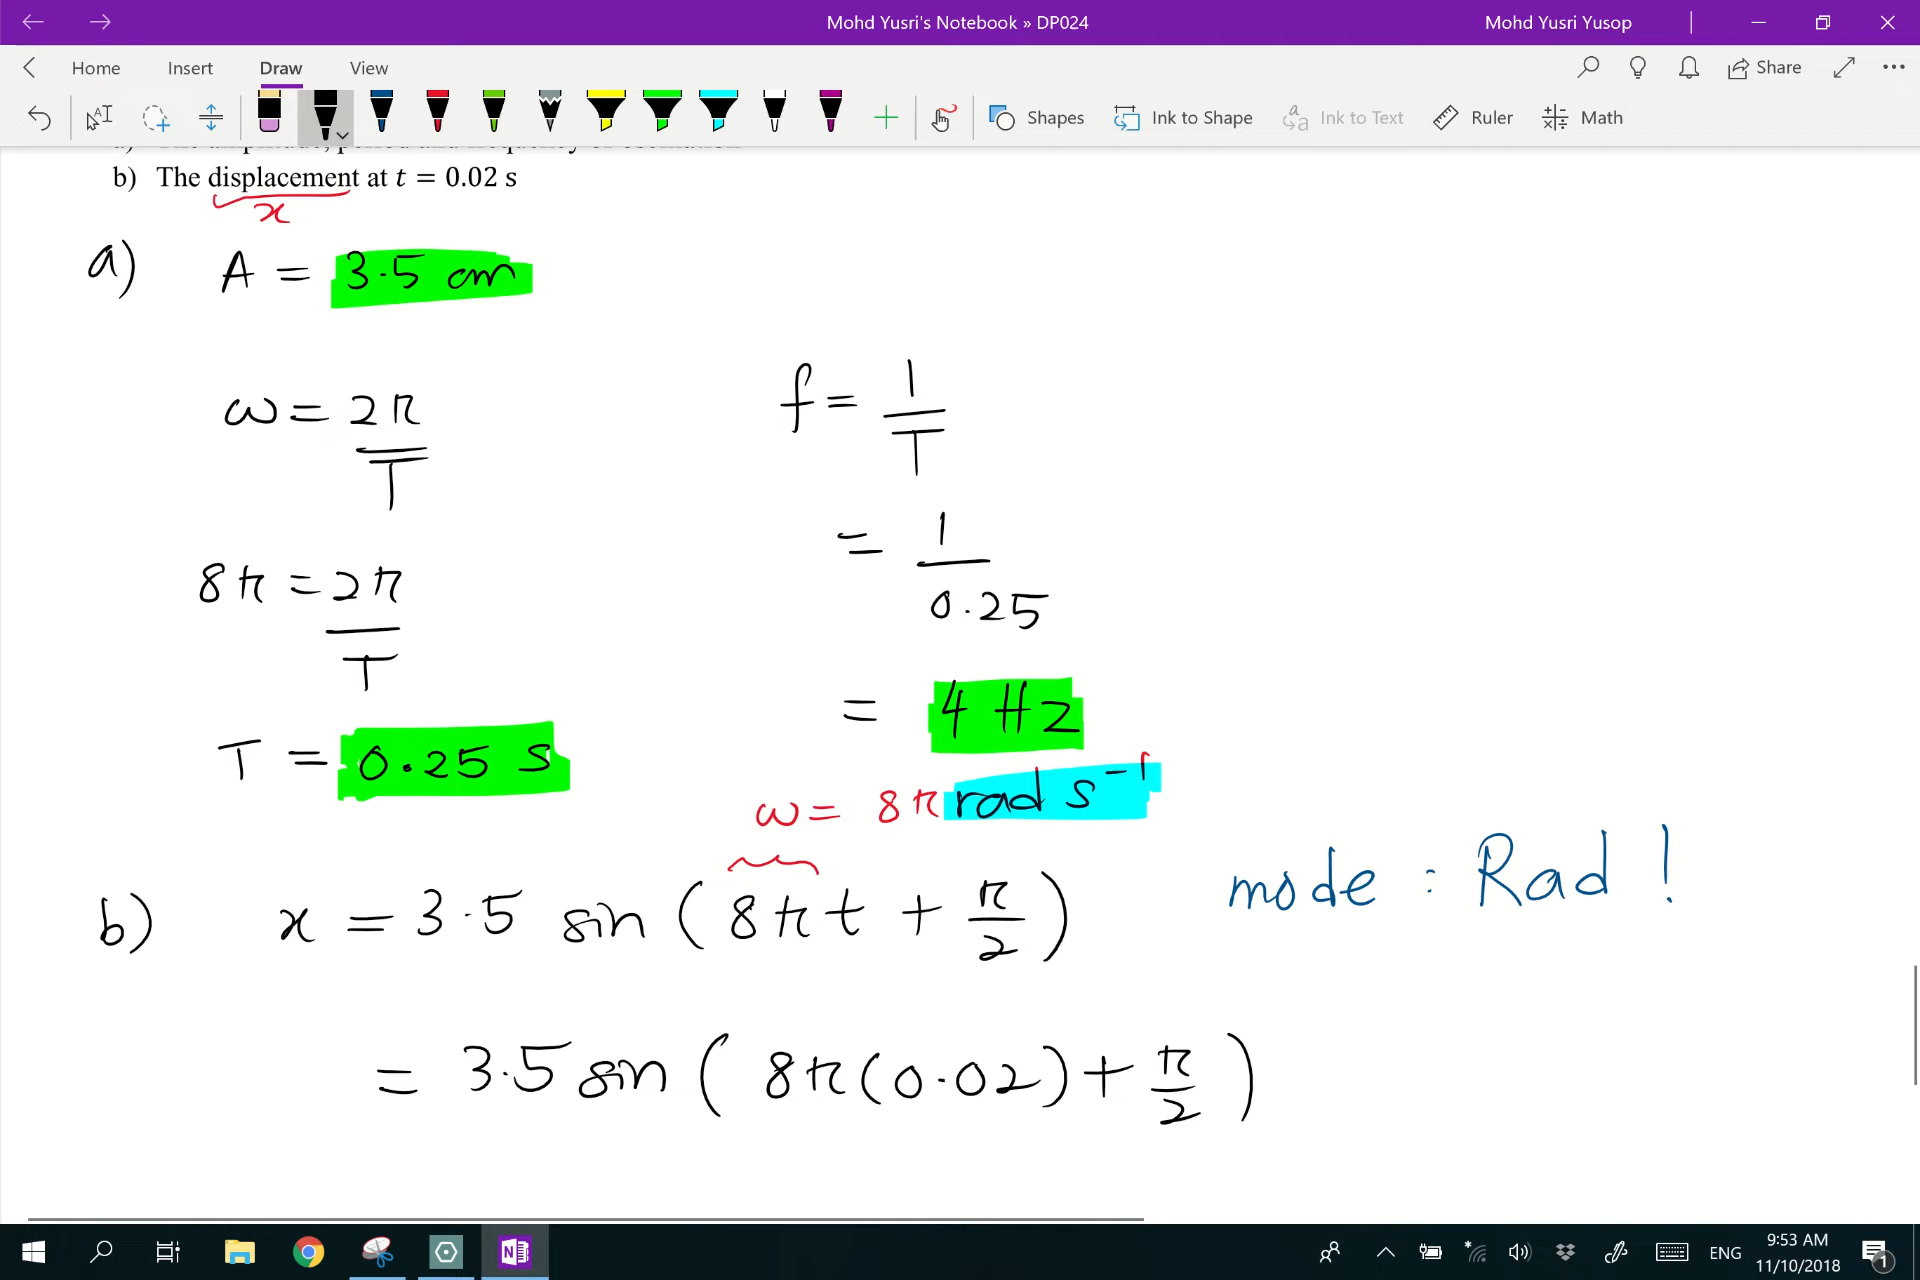 Mohd Yusri's Notebook » DP024
Mohd Yusri Yusop
Home Insert Draw View
Share
Shapes Ink to Shape Ink to Text Ruler Math
b) The displacement at t = 0.02 s
x
a) A = 3.5 cm
ω = 2π/T
f = 1/T
= 1/0.25
8π = 2π/T
= 4 Hz
T = 0.25 s
ω = 8π rad s⁻¹
mode : Rad !
b) x = 3.5 sin ( 8πt + π/2 )
= 3.5 sin ( 8π(0.02) + π/2 )
ENG
9:53 AM
11/10/2018
1